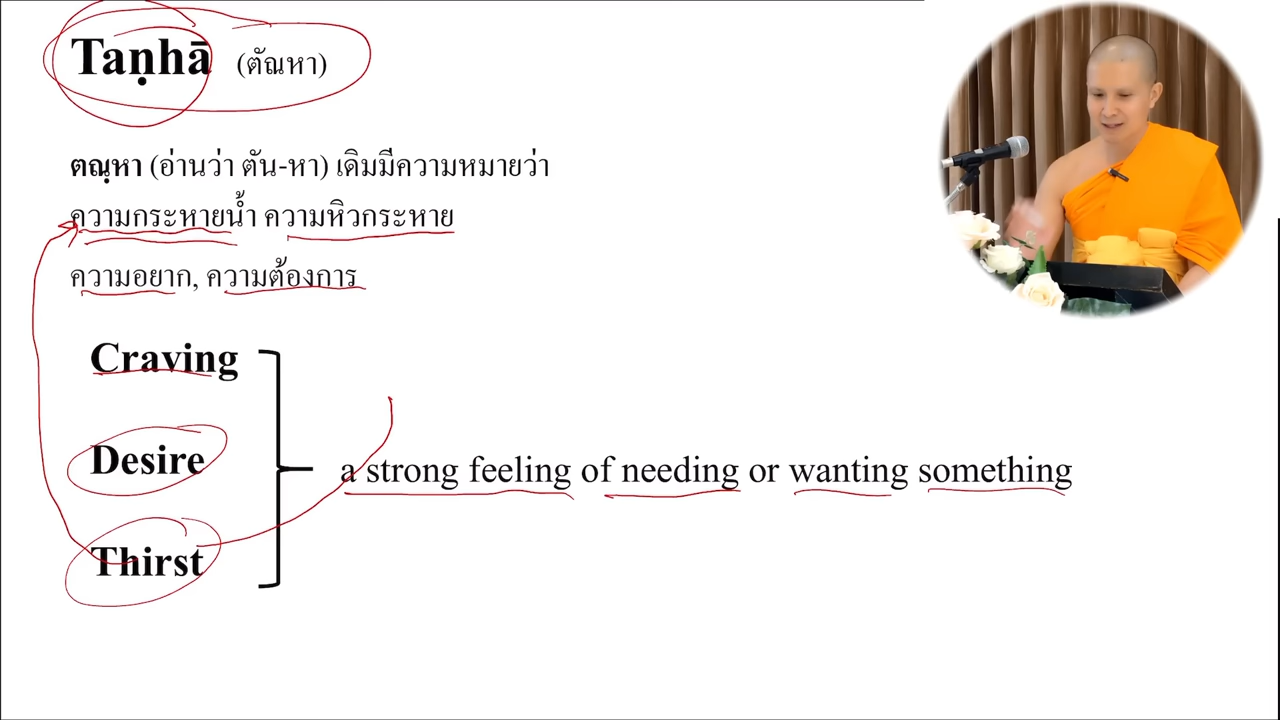 Taṇhā (ตัณหา)
ตณฺหา (อ่านว่า ตัน-หา) เดิมมีความหมายว่า
ความกระหายน้ำ ความหิวกระหาย
ความอยาก, ความต้องการ
Craving
Desire
a strong feeling of needing or wanting something
Thirst